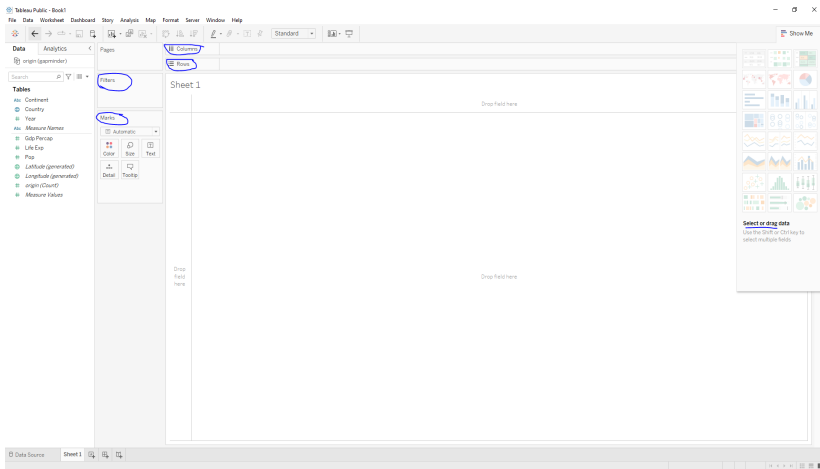 Tableau Public - Book1
File Data Worksheet Dashboard Story Analysis Map Format Server Window Help
Standard
Show Me
Data Analytics
origin (gapminder)
Search
Tables
Abc Continent
Country
# Year
Abc Measure Names
# Gdp Percap
# Life Exp
# Pop
Latitude (generated)
Longitude (generated)
# origin (Count)
# Measure Values
Pages
Filters
Marks
Automatic
Color Size Text
Detail Tooltip
Columns
Rows
Sheet 1
Drop field here
Drop
field
here
Drop field here
Select or drag data
Use the Shift or Ctrl key to
select multiple fields
Data Source Sheet 1